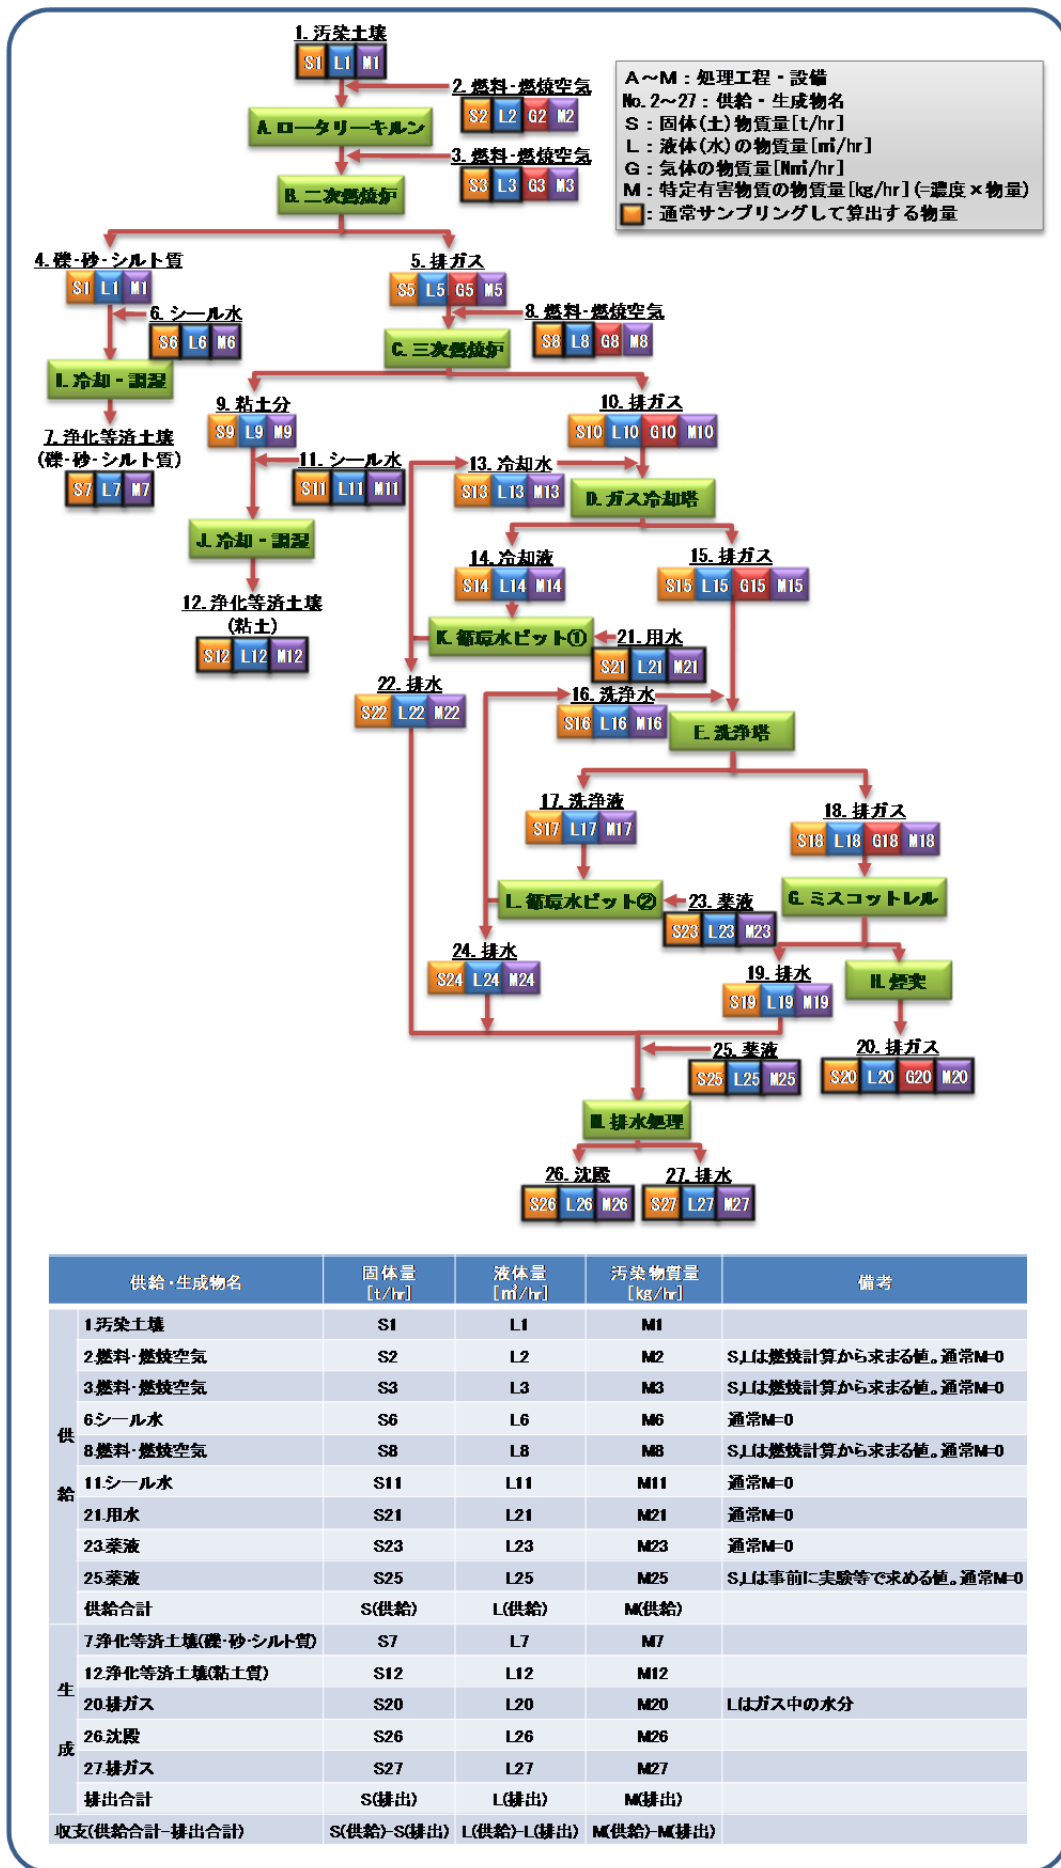 1. 汚染土壌
S1 L1 M1
2. 燃料・燃焼空気
S2 L2 G2 M2
A. ロータリーキルン
3. 燃料・燃焼空気
S3 L3 G3 M3
B. 二次燃焼炉
A～M：処理工程・設備
No. 2～27：供給・生成物名
S：固体(土)物質量[t/hr]
L：液体(水)の物質量[㎥/hr]
G：気体の物質量[N㎥/hr]
M：特定有害物質の物質量[kg/hr](=濃度×物量)
：通常サンプリングして算出する物量
4. 礫・砂・シルト質
S1 L1 M1
5. 排ガス
S5 L5 G5 M5
6. シール水
S6 L6 M6
8. 燃料・燃焼空気
S8 L8 G8 M8
C. 三次燃焼炉
I. 冷却・調湿
9. 粘土分
S9 L9 M9
10. 排ガス
S10 L10 G10 M10
7. 浄化等済土壌
(礫・砂・シルト質)
S7 L7 M7
11. シール水
S11 L11 M11
13. 冷却水
S13 L13 M13
D. ガス冷却塔
J. 冷却・調湿
14. 冷却液
S14 L14 M14
15. 排ガス
S15 L15 G15 M15
12. 浄化等済土壌
(粘土)
S12 L12 M12
K. 循環水ピット①
21. 用水
S21 L21 M21
22. 排水
S22 L22 M22
16. 洗浄水
S16 L16 M16
E. 洗浄塔
17. 洗浄液
S17 L17 M17
18. 排ガス
S18 L18 G18 M18
L. 循環水ピット②
23. 薬液
S23 L23 M23
G. ミスコットレル
24. 排水
S24 L24 M24
19. 排水
S19 L19 M19
H. 煙突
25. 薬液
S25 L25 M25
20. 排ガス
S20 L20 G20 M20
M. 排水処理
26. 沈殿
S26 L26 M26
27. 排水
S27 L27 M27
供給・生成物名 固体量[t/hr] 液体量[㎥/hr] 汚染物質量[kg/hr] 備考
供給
1.汚染土壌 S1 L1 M1
2.燃料・燃焼空気 S2 L2 M2 S,Lは燃焼計算から求まる値。通常M=0
3.燃料・燃焼空気 S3 L3 M3 S,Lは燃焼計算から求まる値。通常M=0
6.シール水 S6 L6 M6 通常M=0
8.燃料・燃焼空気 S8 L8 M8 S,Lは燃焼計算から求まる値。通常M=0
11.シール水 S11 L11 M11 通常M=0
21.用水 S21 L21 M21 通常M=0
23.薬液 S23 L23 M23 通常M=0
25.薬液 S25 L25 M25 S,Lは事前に実験等で求める値。通常M=0
供給合計 S(供給) L(供給) M(供給)
生成
7.浄化等済土壌(礫・砂・シルト質) S7 L7 M7
12.浄化等済土壌(粘土質) S12 L12 M12
20.排ガス S20 L20 M20 Lはガス中の水分
26.沈殿 S26 L26 M26
27.排ガス S27 L27 M27
排出合計 S(排出) L(排出) M(排出)
収支(供給合計-排出合計) S(供給)-S(排出) L(供給)-L(排出) M(供給)-M(排出)